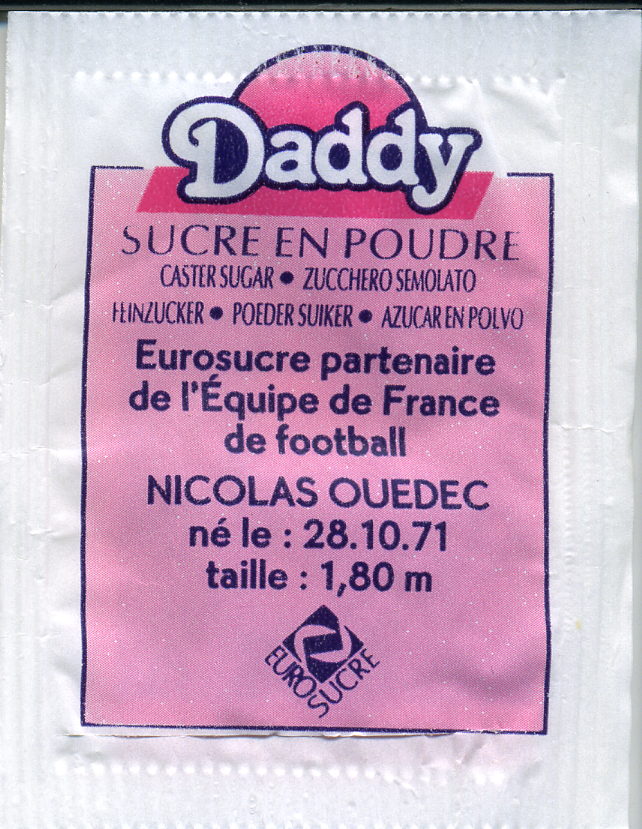 Daddy
SUCRE EN POUDRE
CASTER SUGAR • ZUCCHERO SEMOLATO
FEINZUCKER • POEDER SUIKER • AZUCAR EN POLVO
Eurosucre partenaire
de l'Équipe de France
de football
NICOLAS OUEDEC
né le : 28.10.71
taille : 1,80 m
EUROSUCRE